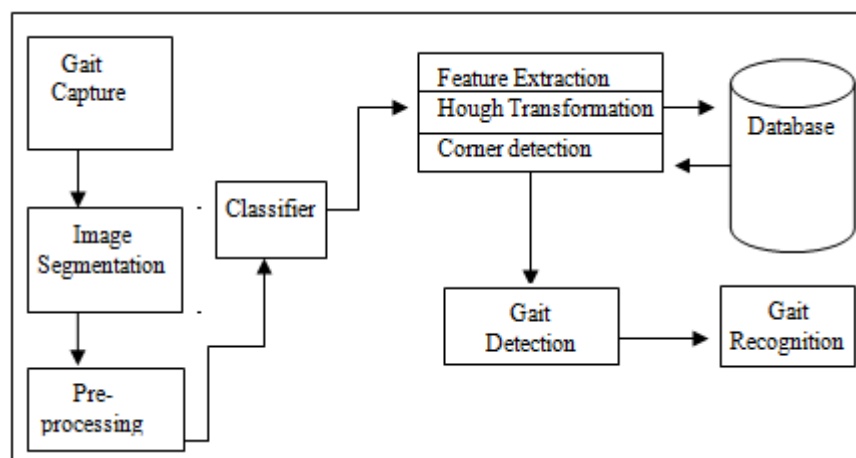 Gait
Capture
Image
Segmentation
Pre-
processing
Classifier
Feature Extraction
Hough Transformation
Corner detection
Database
Gait
Detection
Gait
Recognition